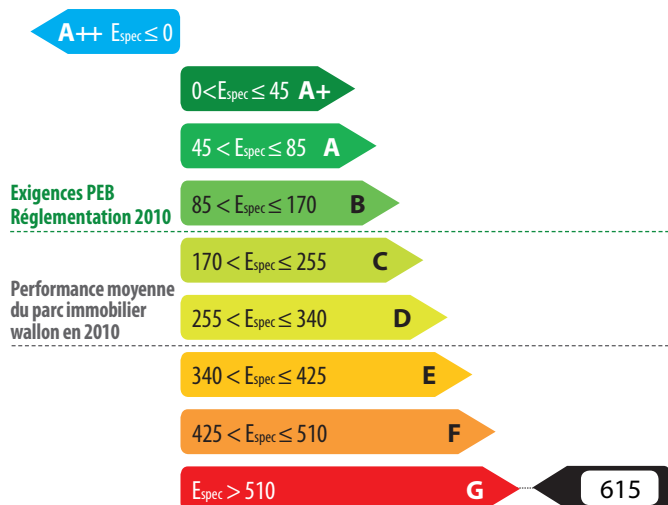 A++ Espec ≤ 0
0<Espec ≤ 45 A+
45 < Espec ≤ 85 A
Exigences PEB
Réglementation 2010
85 < Espec ≤ 170 B
170 < Espec ≤ 255 C
Performance moyenne
du parc immobilier
wallon en 2010
255 < Espec ≤ 340 D
340 < Espec ≤ 425 E
425 < Espec ≤ 510 F
Espec > 510 G 615